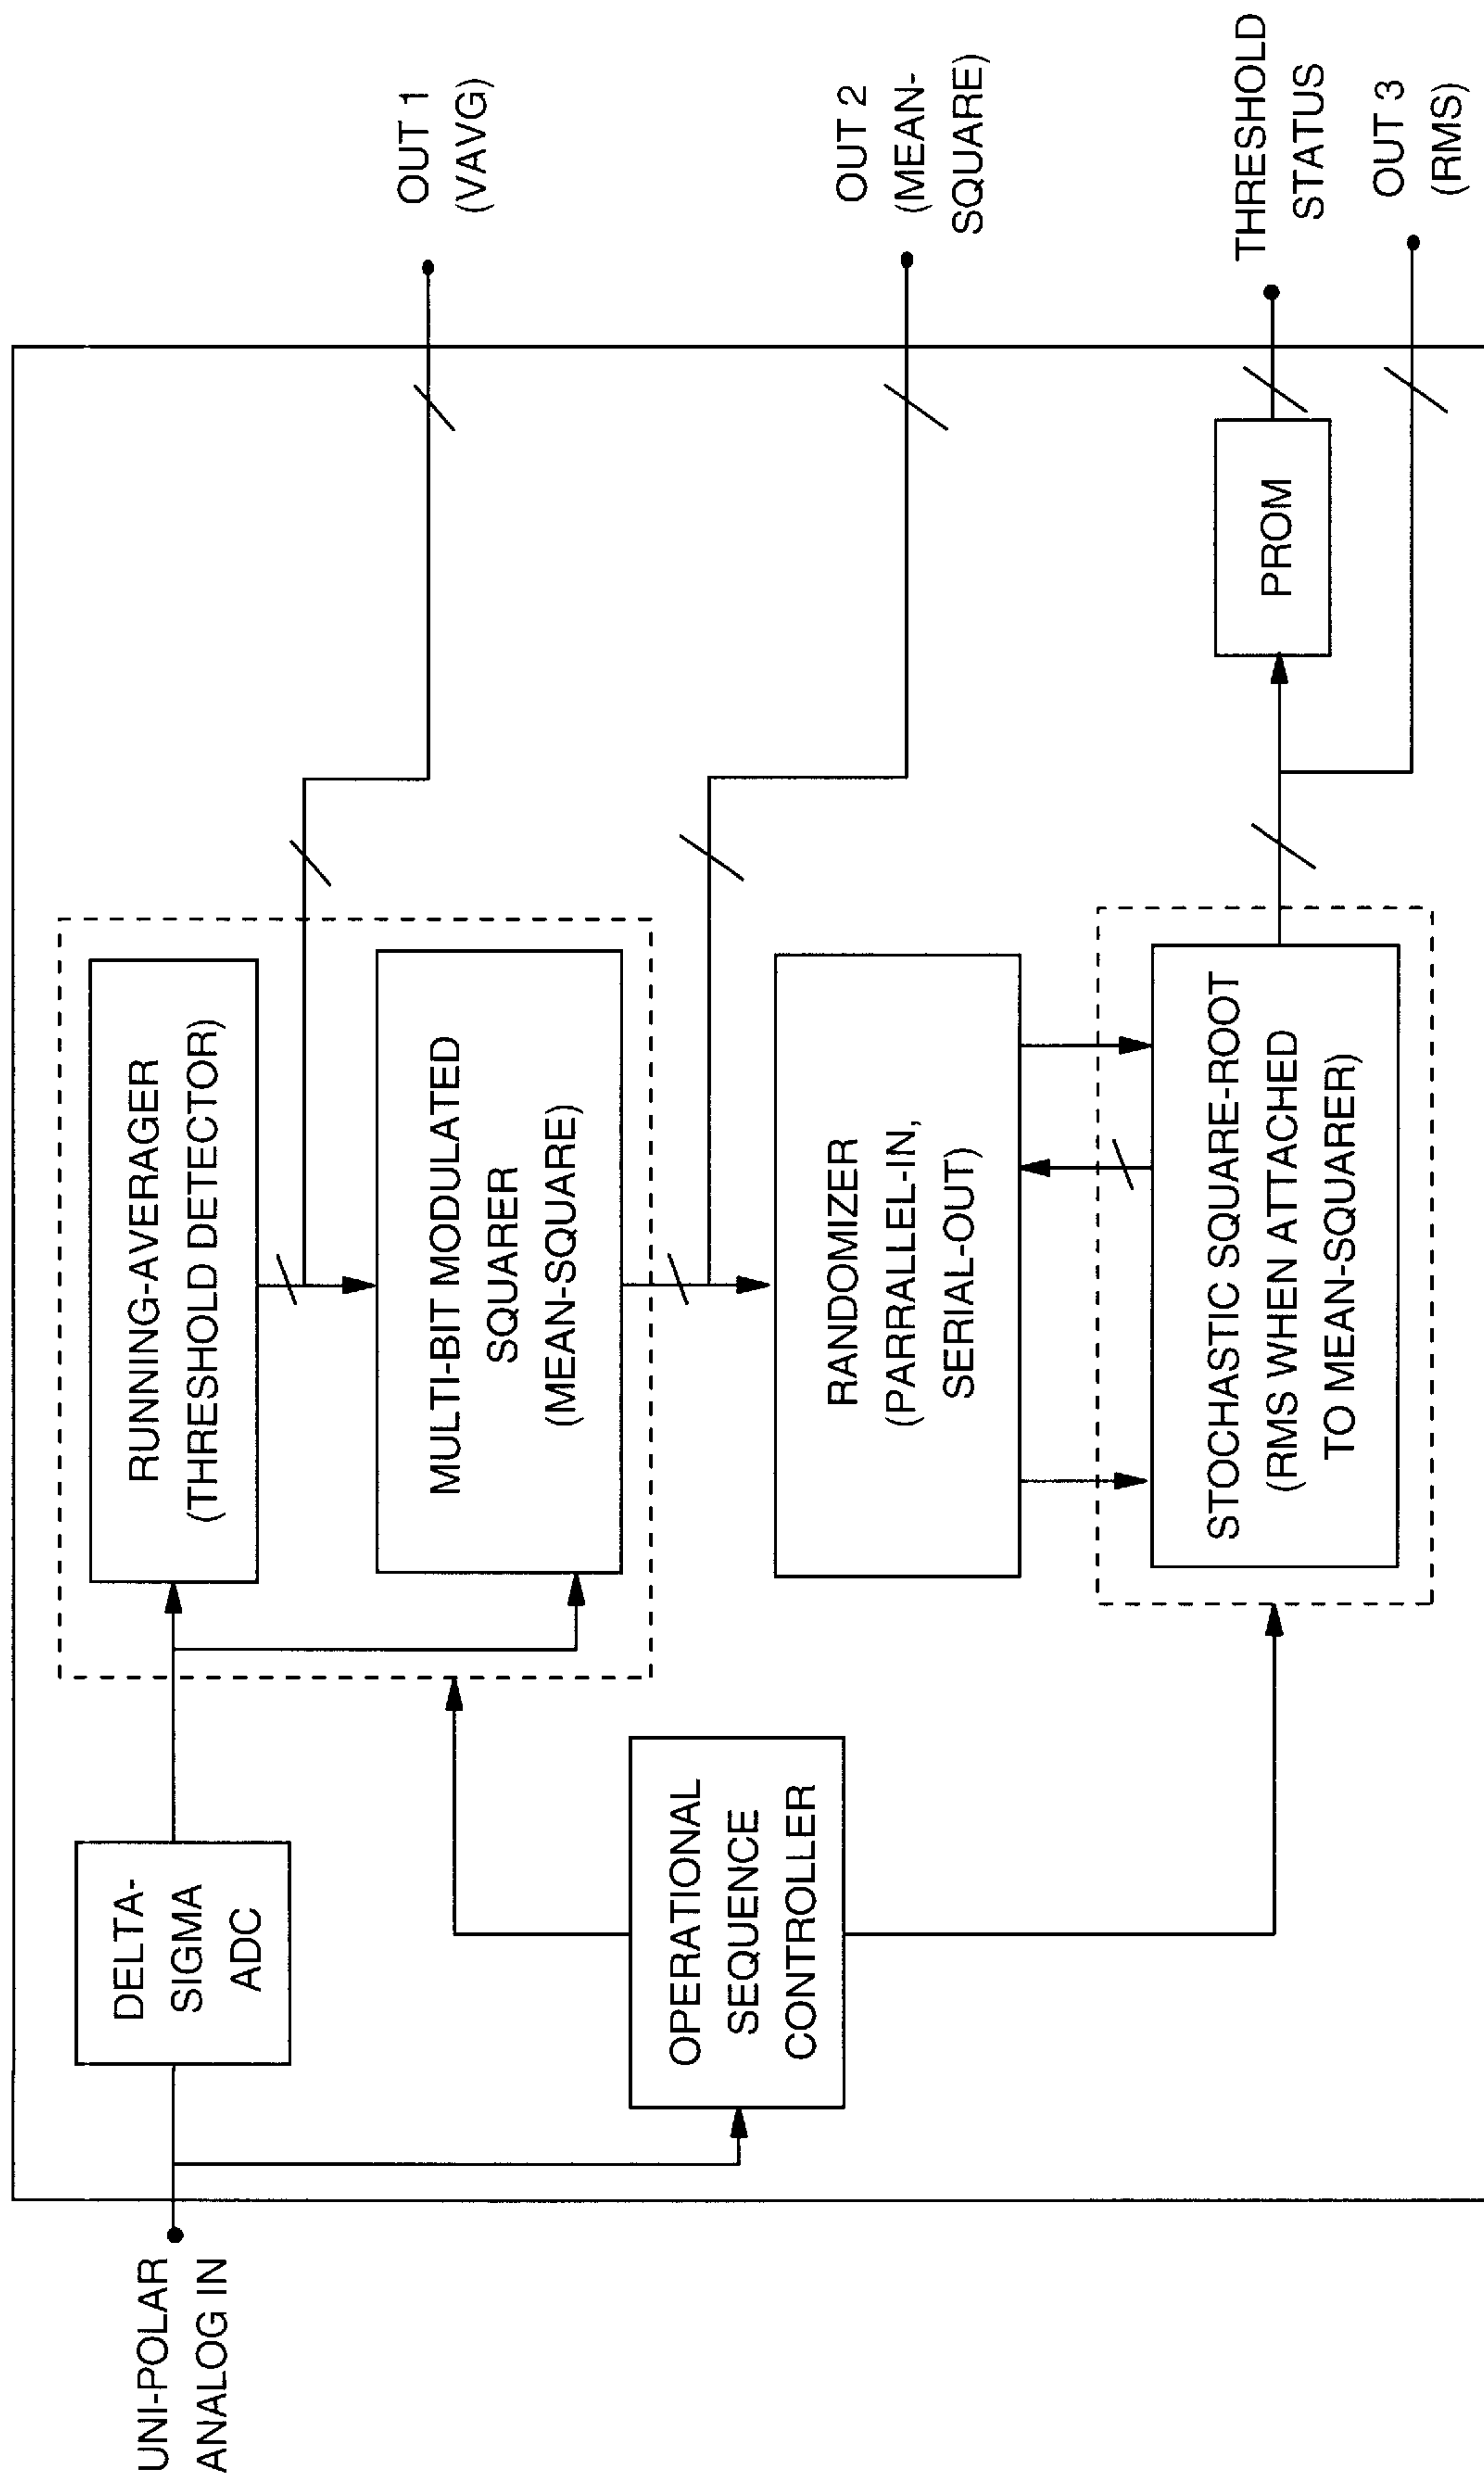 UNI-POLAR
ANALOG IN
DELTA-
SIGMA
ADC
OPERATIONAL
SEQUENCE
CONTROLLER
RUNNING-AVERAGER
(THRESHOLD DETECTOR)
MULTI-BIT MODULATED
SQUARER
(MEAN-SQUARE)
RANDOMIZER
(PARRALLEL-IN,
SERIAL-OUT)
STOCHASTIC SQUARE-ROOT
(RMS WHEN ATTACHED
TO MEAN-SQUARER)
PROM
OUT 1
(VAVG)
OUT 2
(MEAN-
SQUARE)
THRESHOLD
STATUS
OUT 3
(RMS)